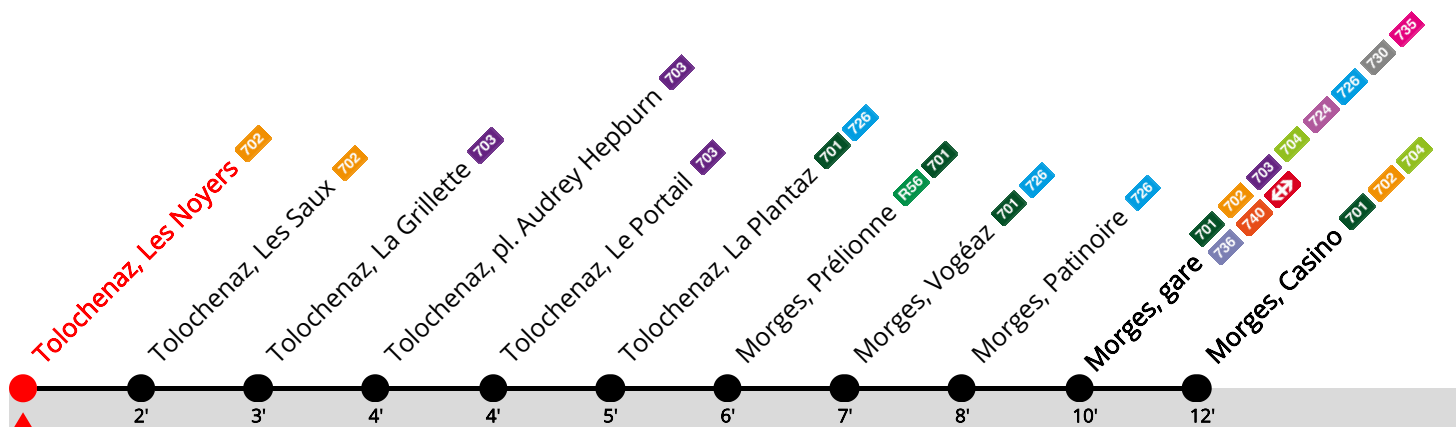 Tolochenaz, Les Noyers 702
Tolochenaz, Les Saux 702
Tolochenaz, La Grillette 703
Tolochenaz, pl. Audrey Hepburn 703
Tolochenaz, Le Portail 703
Tolochenaz, La Plantaz 701 726
Morges, Prélionne R56 701
Morges, Vogéaz 701 726
Morges, Patinoire 726
Morges, gare 701 702 703 704 724 726 730 735
736 740
Morges, Casino 701 702 704
2' 3' 4' 4' 5' 6' 7' 8' 10' 12'